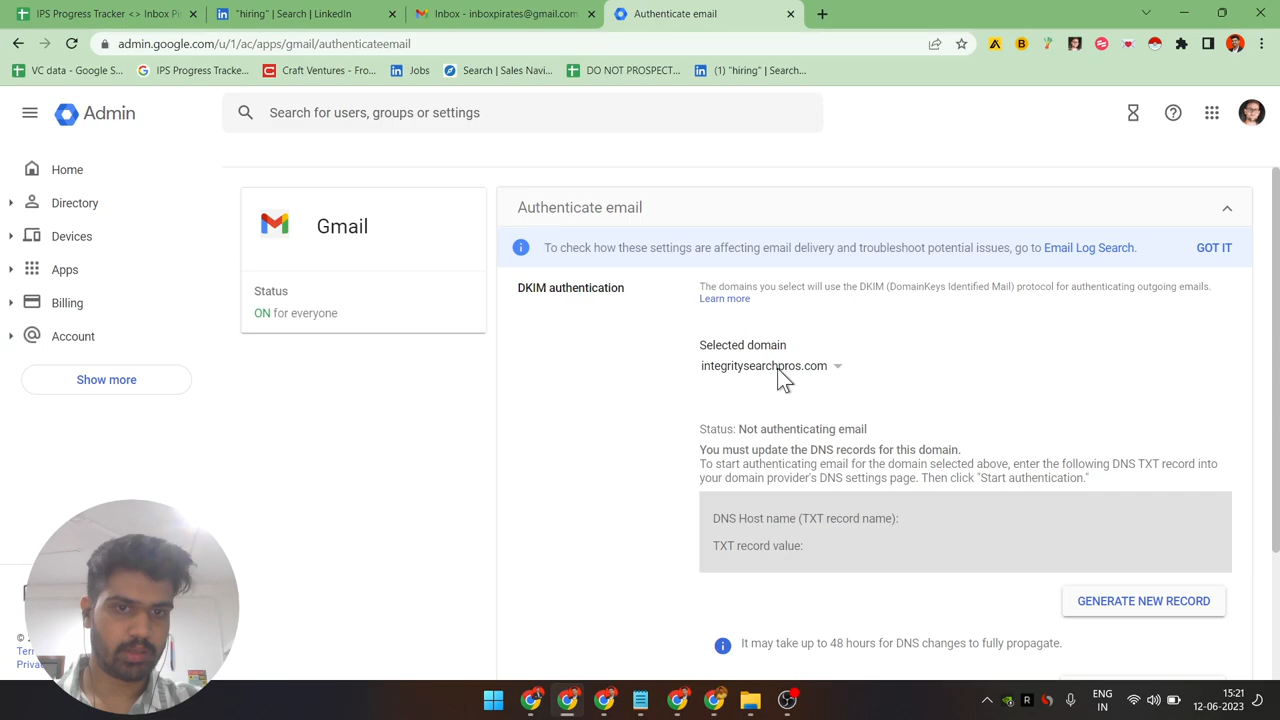 IPS Progress Tracker <> Inbox Pi
"hiring" | Search | LinkedIn
Inbox - inboxpirates@gmail.com
Authenticate email
admin.google.com/u/1/ac/apps/gmail/authenticateemail
VC data - Google S...
IPS Progress Tracke...
Craft Ventures - Fro...
Jobs
Search | Sales Navi...
DO NOT PROSPECT...
(1) "hiring" | Search...
Admin
Search for users, groups or settings
Home
Directory
Devices
Apps
Billing
Account
Show more
Gmail
Status
ON for everyone
Authenticate email
To check how these settings are affecting email delivery and troubleshoot potential issues, go to Email Log Search.
GOT IT
DKIM authentication
The domains you select will use the DKIM (DomainKeys Identified Mail) protocol for authenticating outgoing emails.
Learn more
Selected domain
integritysearchpros.com
Status: Not authenticating email
You must update the DNS records for this domain.
To start authenticating email for the domain selected above, enter the following DNS TXT record into
your domain provider's DNS settings page. Then click "Start authentication."
DNS Host name (TXT record name):
TXT record value:
GENERATE NEW RECORD
It may take up to 48 hours for DNS changes to fully propagate.
ENG
IN
15:21
12-06-2023